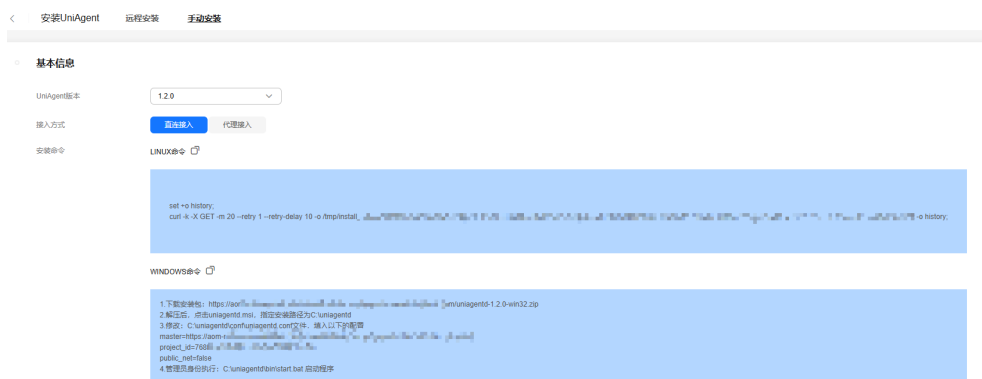 安装UniAgent 远程安装 手动安装
基本信息
UniAgent版本 1.2.0
接入方式 直连接入 代理接入
安装命令 LINUX命令
set +o history;
curl -k -X GET -m 20 --retry 1 --retry-delay 10 -o /tmp/install_ -o history;
WINDOWS命令
1.下载安装包：https://aor um/uniagentd-1.2.0-win32.zip
2.解压后，点击uniagentd.msi，指定安装路径为C:\uniagentd
3.修改：C:\uniagentd\conf\uniagentd.conf文件，填入以下的配置
master=https://aom-
project_id=768
public_net=false
4.管理员身份执行：C:\uniagentd\bin\start.bat 启动程序